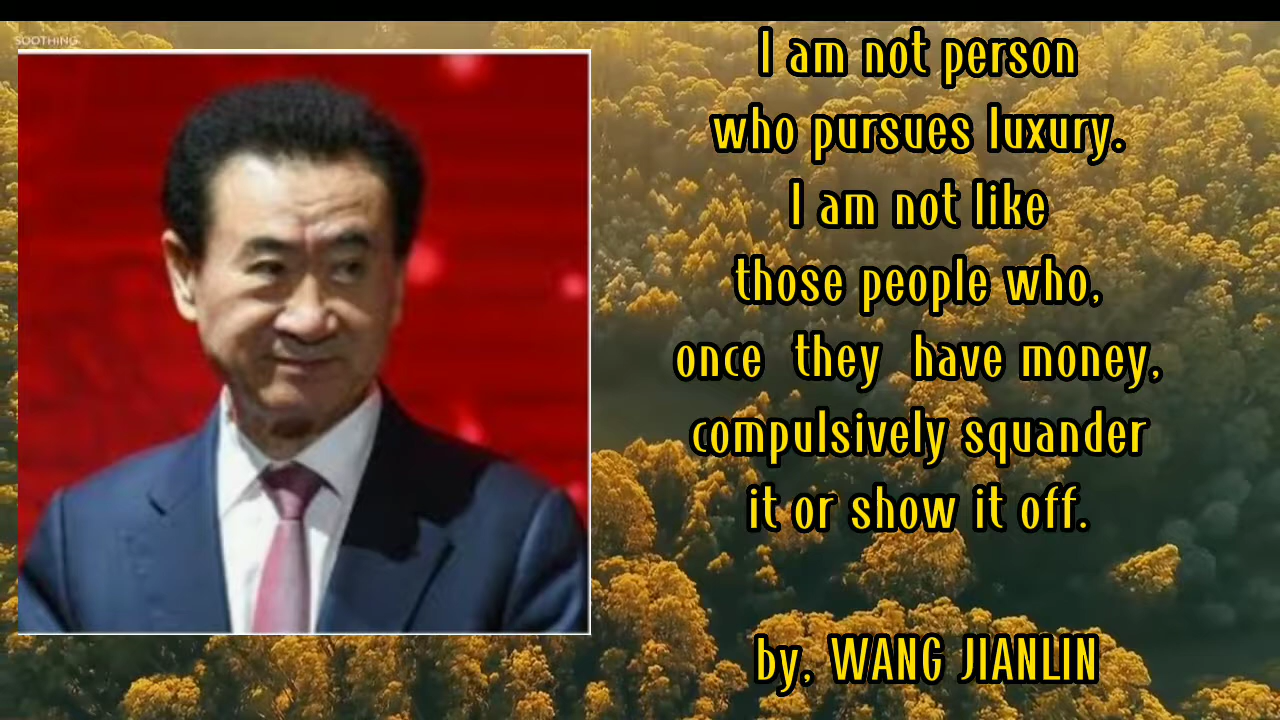 SOOTHING
I am not person
who pursues luxury.
I am not like
those people who,
once they have money,
compulsively squander
it or show it off.
by, WANG JIANLIN